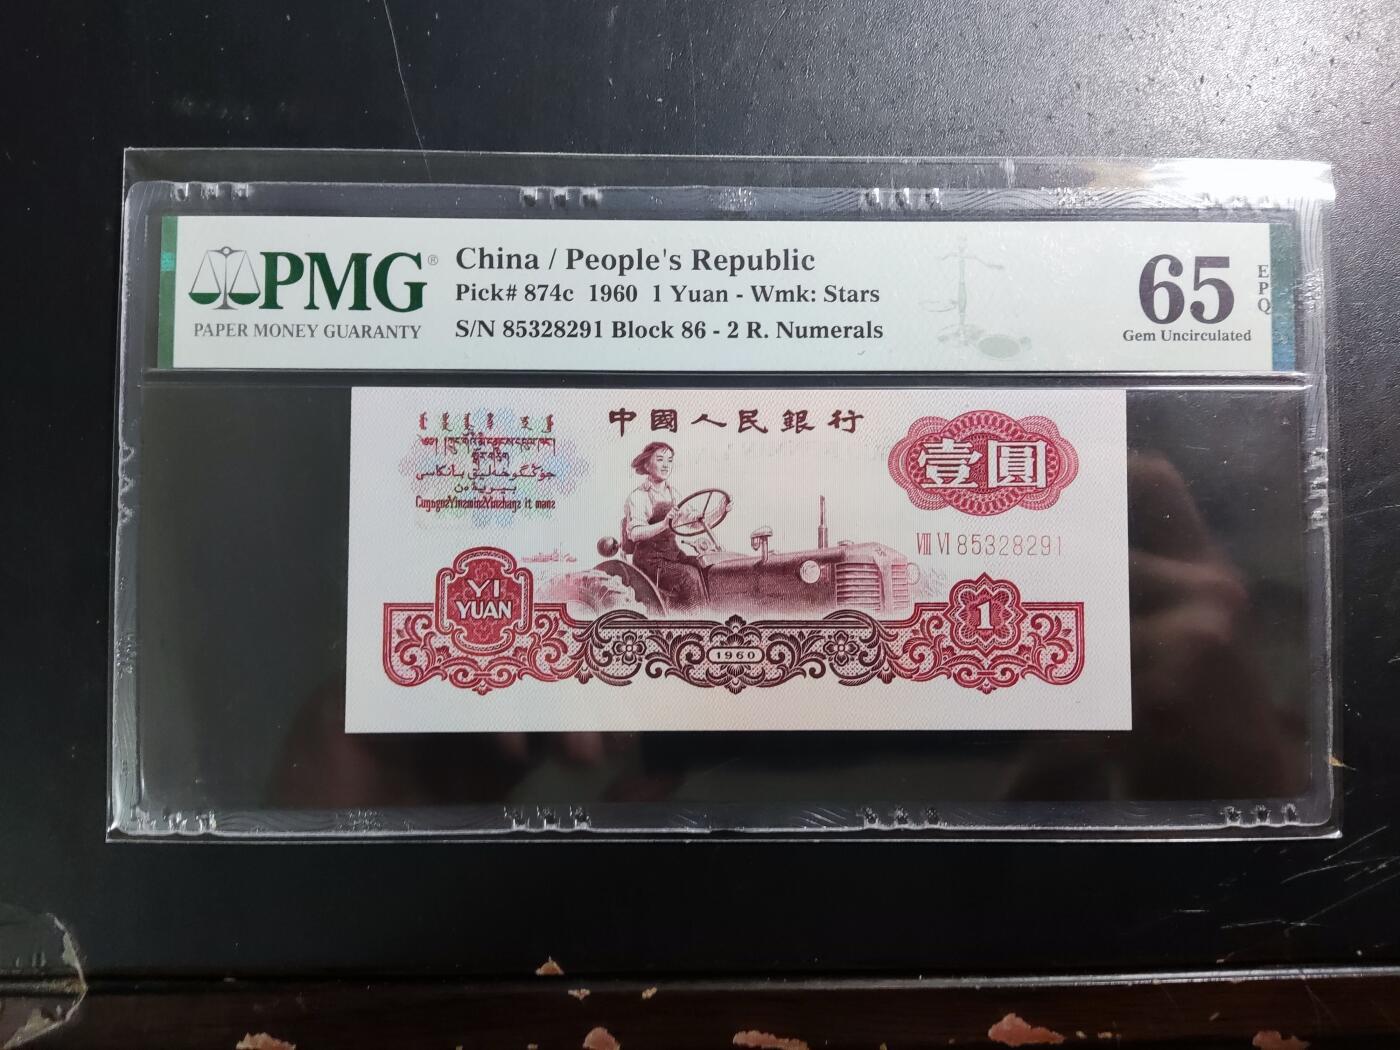 PMG®
PAPER MONEY GUARANTY
China / People's Republic
Pick# 874c 1960 1 Yuan - Wmk: Stars
S/N 85328291 Block 86 - 2 R. Numerals
65
EPQ
Gem Uncirculated
中國人民銀行
壹圓
VIII VI 85328291
YI
YUAN
1
1960